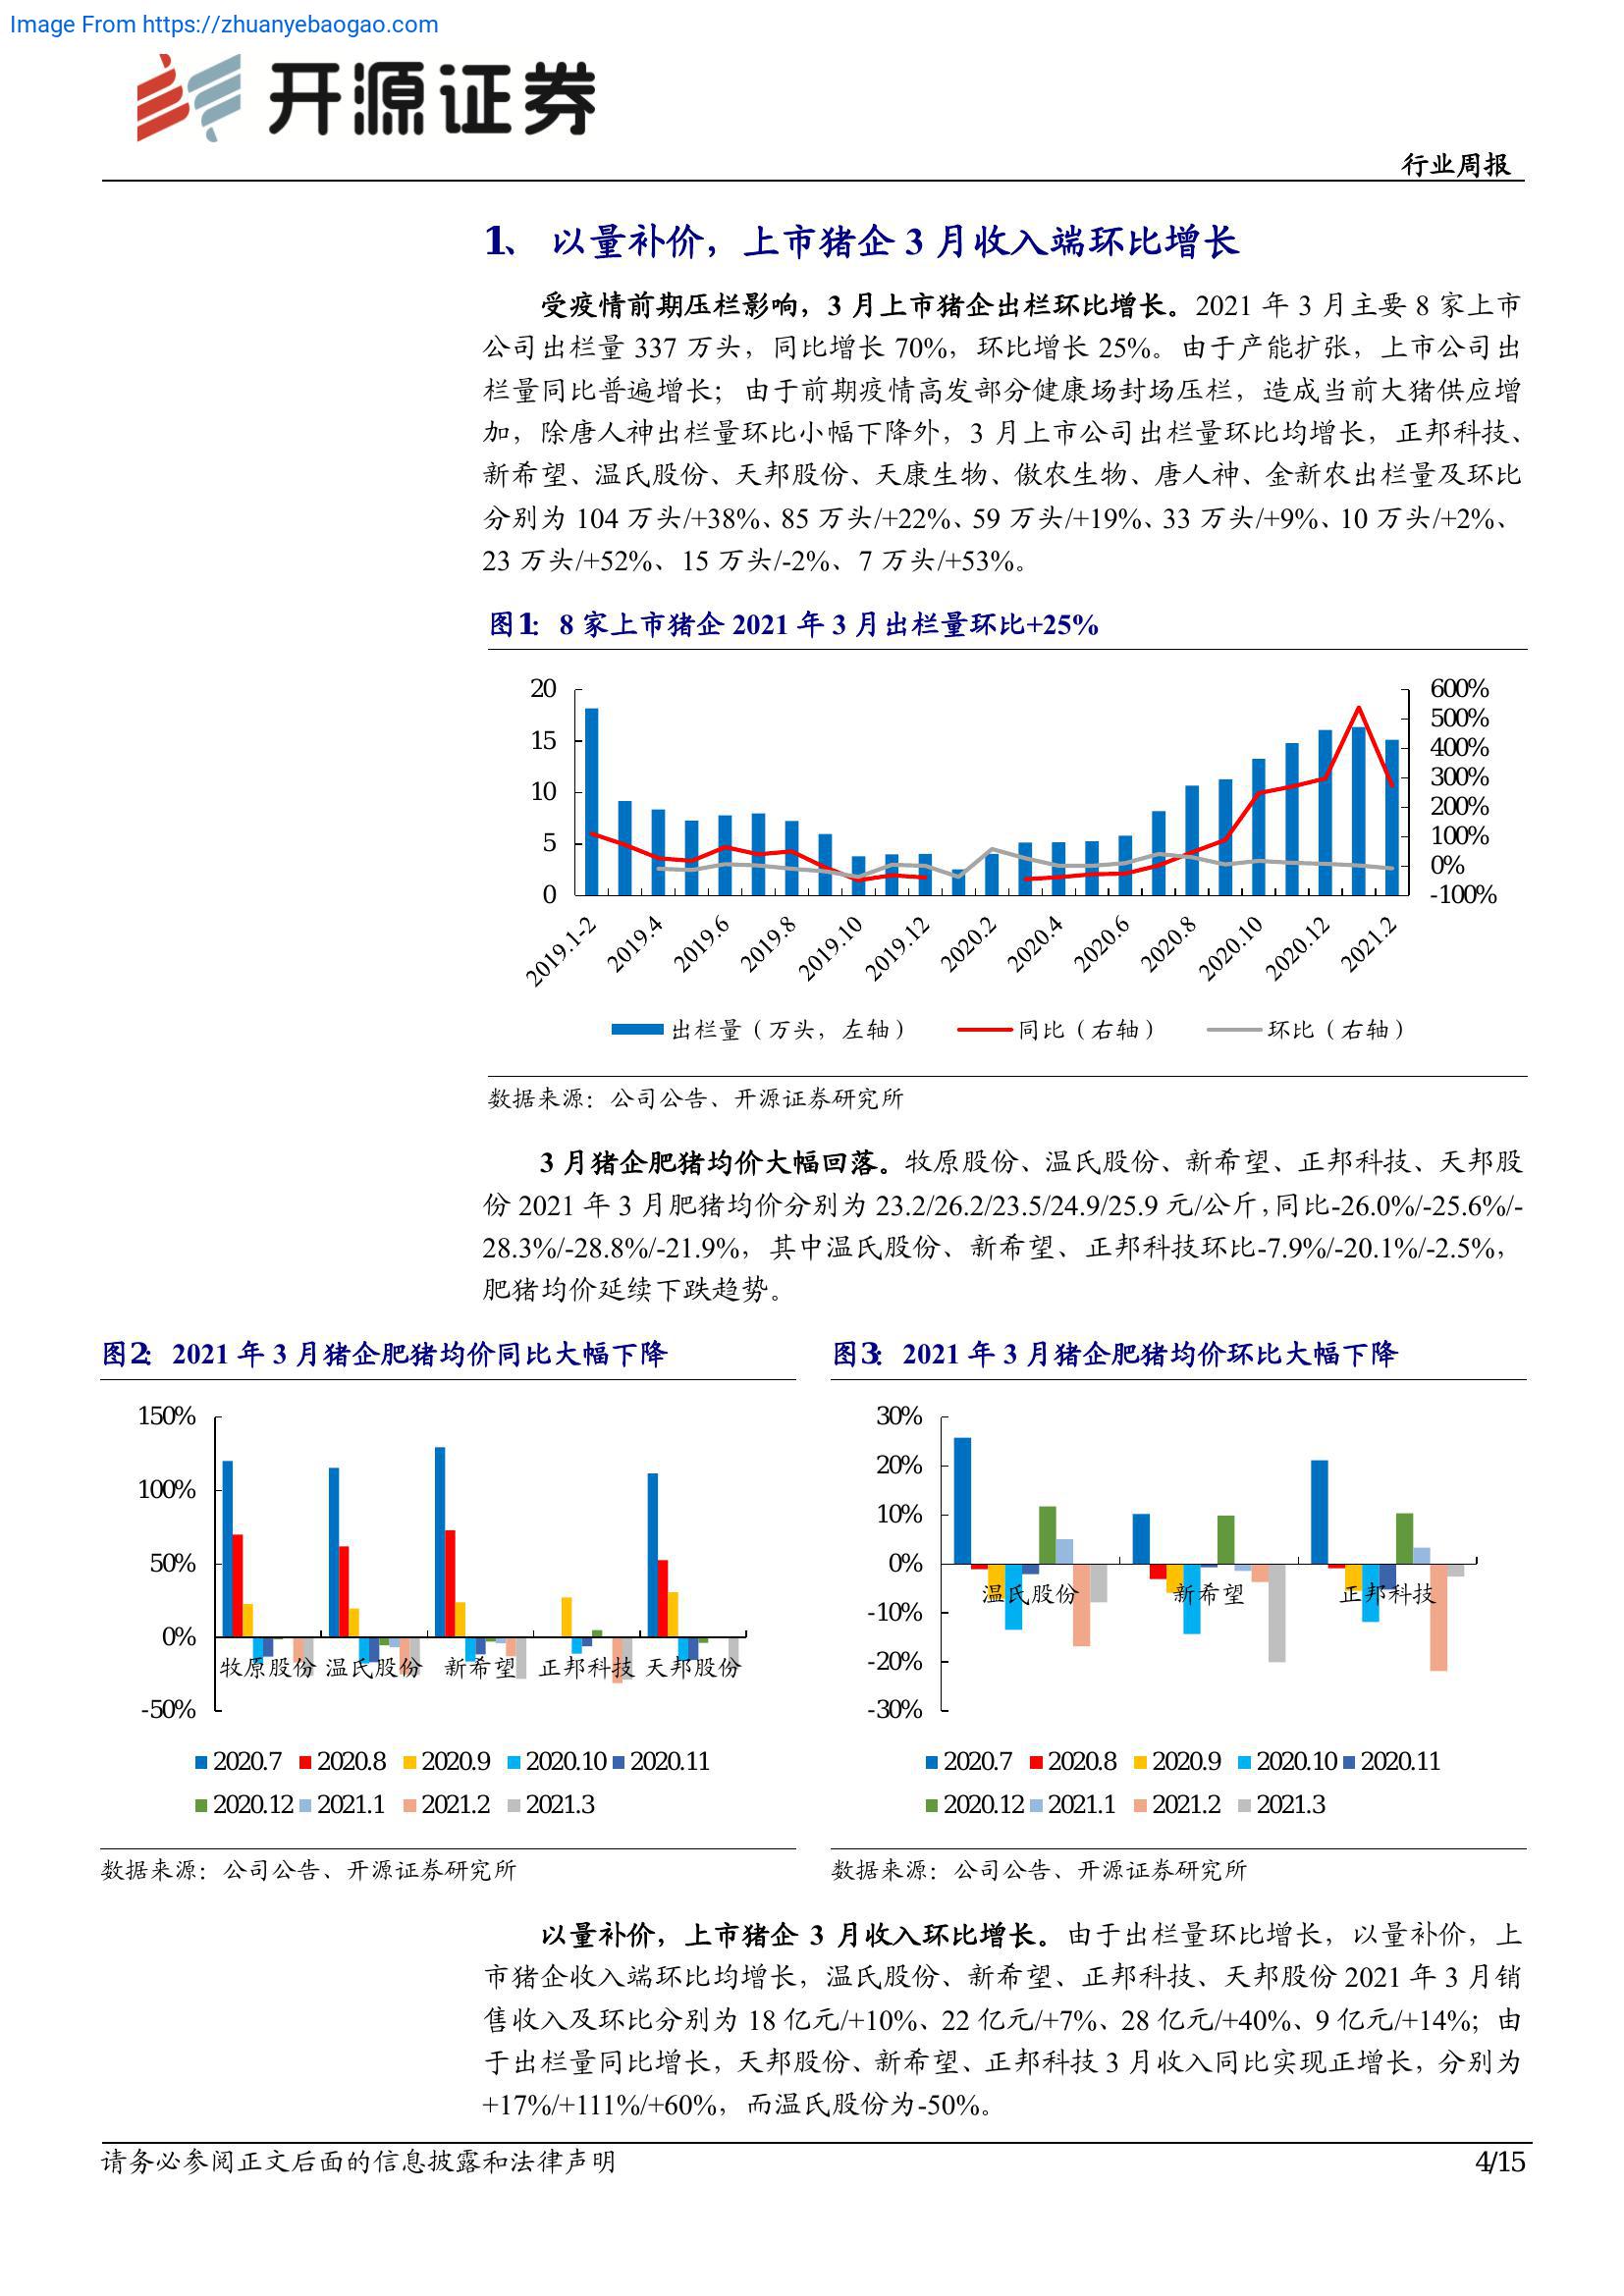 Image From https://zhuanyebaogao.com
开源证券
行业周报
1、 以量补价，上市猪企 3 月收入端环比增长
受疫情前期压栏影响，3 月上市猪企出栏环比增长。2021 年 3 月主要 8 家上市
公司出栏量 337 万头，同比增长 70%，环比增长 25%。由于产能扩张，上市公司出
栏量同比普遍增长；由于前期疫情高发部分健康场封场压栏，造成当前大猪供应增
加，除唐人神出栏量环比小幅下降外，3 月上市公司出栏量环比均增长，正邦科技、
新希望、温氏股份、天邦股份、天康生物、傲农生物、唐人神、金新农出栏量及环比
分别为 104 万头/+38%、85 万头/+22%、59 万头/+19%、33 万头/+9%、10 万头/+2%、
23 万头/+52%、15 万头/-2%、7 万头/+53%。
图1： 8 家上市猪企 2021 年 3 月出栏量环比+25%
20
15
10
5
0
600%
500%
400%
300%
200%
100%
0%
-100%
2019.1-2
2019.4
2019.6
2019.8
2019.10
2019.12
2020.2
2020.4
2020.6
2020.8
2020.10
2020.12
2021.2
出栏量（万头，左轴） 同比（右轴） 环比（右轴）
数据来源：公司公告、开源证券研究所
3 月猪企肥猪均价大幅回落。牧原股份、温氏股份、新希望、正邦科技、天邦股
份 2021 年 3 月肥猪均价分别为 23.2/26.2/23.5/24.9/25.9 元/公斤，同比-26.0%/-25.6%/-
28.3%/-28.8%/-21.9%，其中温氏股份、新希望、正邦科技环比-7.9%/-20.1%/-2.5%，
肥猪均价延续下跌趋势。
图2： 2021 年 3 月猪企肥猪均价同比大幅下降
150%
100%
50%
0%
-50%
牧原股份 温氏股份 新希望 正邦科技 天邦股份
2020.7 2020.8 2020.9 2020.10 2020.11
2020.12 2021.1 2021.2 2021.3
数据来源：公司公告、开源证券研究所
图3： 2021 年 3 月猪企肥猪均价环比大幅下降
30%
20%
10%
0%
-10%
-20%
-30%
温氏股份 新希望 正邦科技
2020.7 2020.8 2020.9 2020.10 2020.11
2020.12 2021.1 2021.2 2021.3
数据来源：公司公告、开源证券研究所
以量补价，上市猪企 3 月收入环比增长。由于出栏量环比增长，以量补价，上
市猪企收入端环比均增长，温氏股份、新希望、正邦科技、天邦股份 2021 年 3 月销
售收入及环比分别为 18 亿元/+10%、22 亿元/+7%、28 亿元/+40%、9 亿元/+14%；由
于出栏量同比增长，天邦股份、新希望、正邦科技 3 月收入同比实现正增长，分别为
+17%/+111%/+60%，而温氏股份为-50%。
请务必参阅正文后面的信息披露和法律声明
4/15